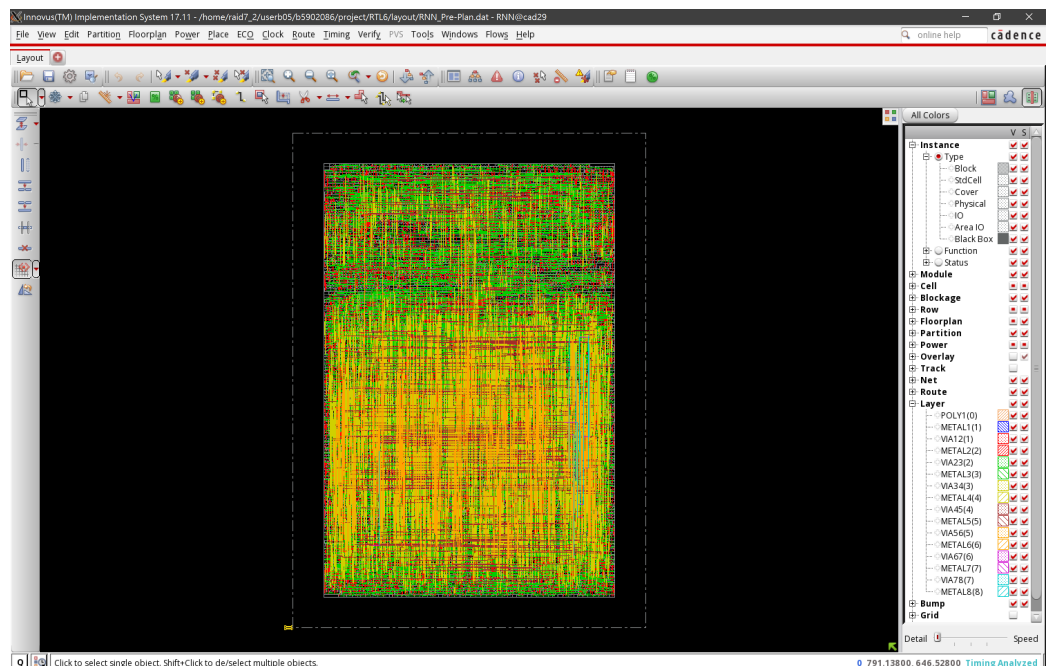 Innovus(TM) Implementation System 17.11 - /home/raid7_2/userb05/b5902086/project/RTL6/layout/RNN_Pre-Plan.dat - RNN@cad29
File View Edit Partition Floorplan Power Place ECO Clock Route Timing Verify PVS Tools Windows Flows Help
online help
cādence
Layout
All Colors
V S
Instance
Type
Block
StdCell
Cover
Physical
IO
Area IO
Black Box
Function
Status
Module
Cell
Blockage
Row
Floorplan
Partition
Power
Overlay
Track
Net
Route
Layer
POLY1(0)
METAL1(1)
VIA12(1)
METAL2(2)
VIA23(2)
METAL3(3)
VIA34(3)
METAL4(4)
VIA45(4)
METAL5(5)
VIA56(5)
METAL6(6)
VIA67(6)
METAL7(7)
VIA78(7)
METAL8(8)
Bump
Grid
Detail Speed
Q Click to select single object. Shift+Click to de/select multiple objects. 0 791.13800, 646.52800 Timing Analyzed